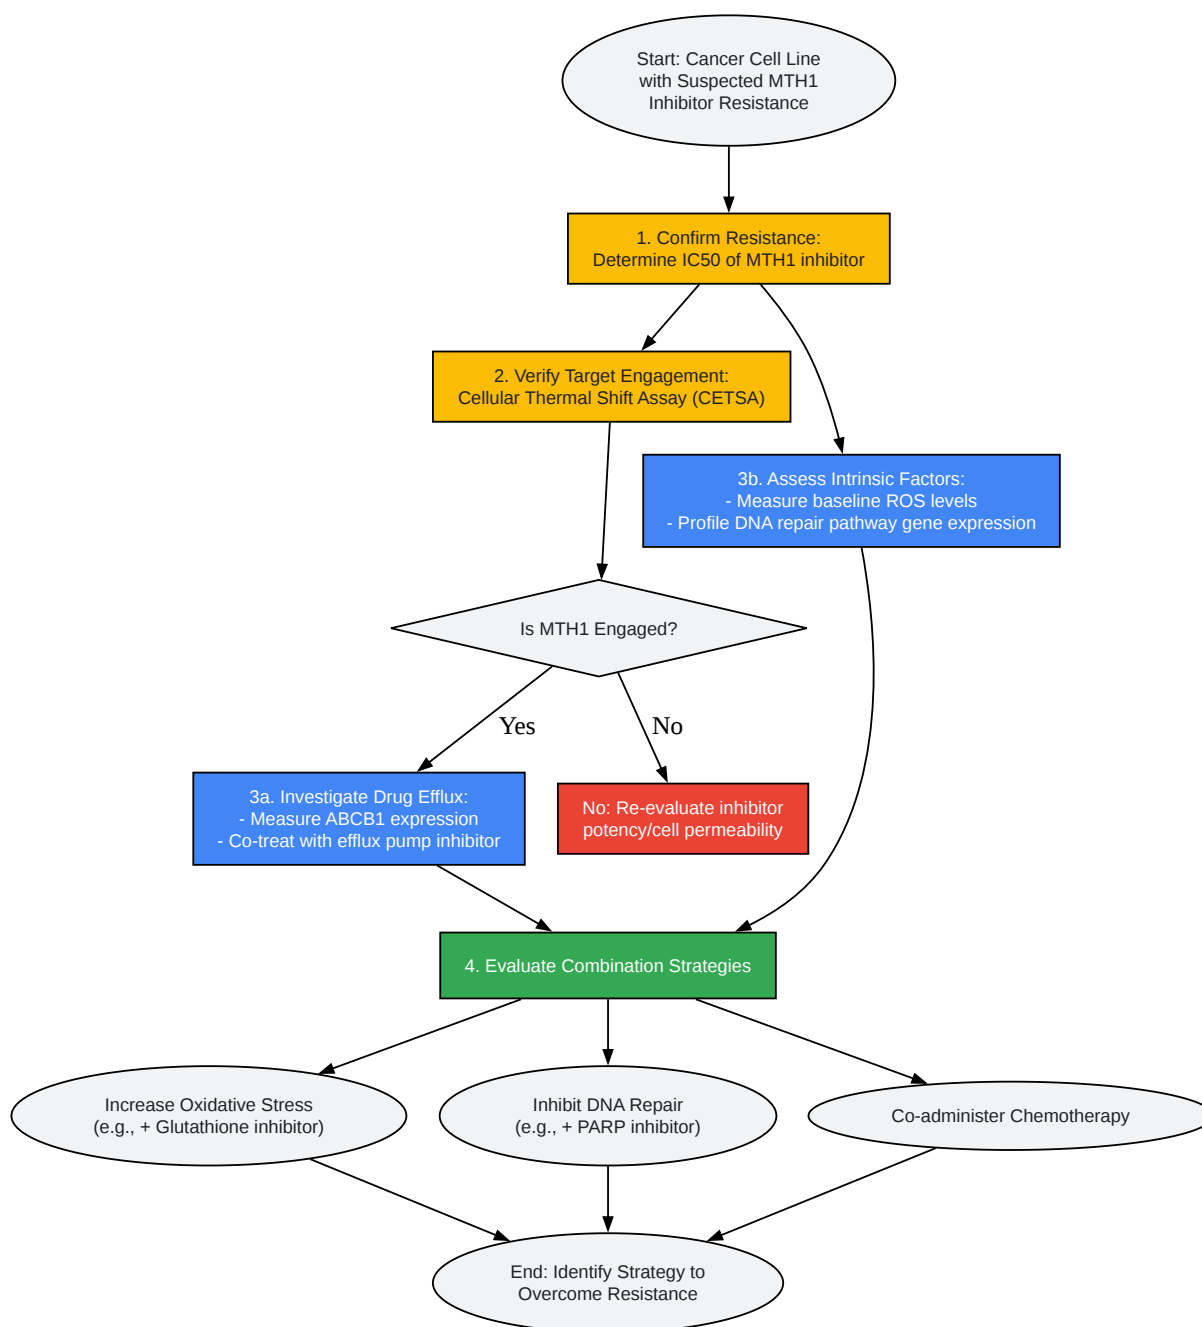 Start: Cancer Cell Line
with Suspected MTH1
Inhibitor Resistance
1. Confirm Resistance:
Determine IC50 of MTH1 inhibitor
2. Verify Target Engagement:
Cellular Thermal Shift Assay (CETSA)
3b. Assess Intrinsic Factors:
- Measure baseline ROS levels
- Profile DNA repair pathway gene expression
Is MTH1 Engaged?
Yes
No
3a. Investigate Drug Efflux:
- Measure ABCB1 expression
- Co-treat with efflux pump inhibitor
No: Re-evaluate inhibitor
potency/cell permeability
4. Evaluate Combination Strategies
Increase Oxidative Stress
(e.g., + Glutathione inhibitor)
Inhibit DNA Repair
(e.g., + PARP inhibitor)
Co-administer Chemotherapy
End: Identify Strategy to
Overcome Resistance